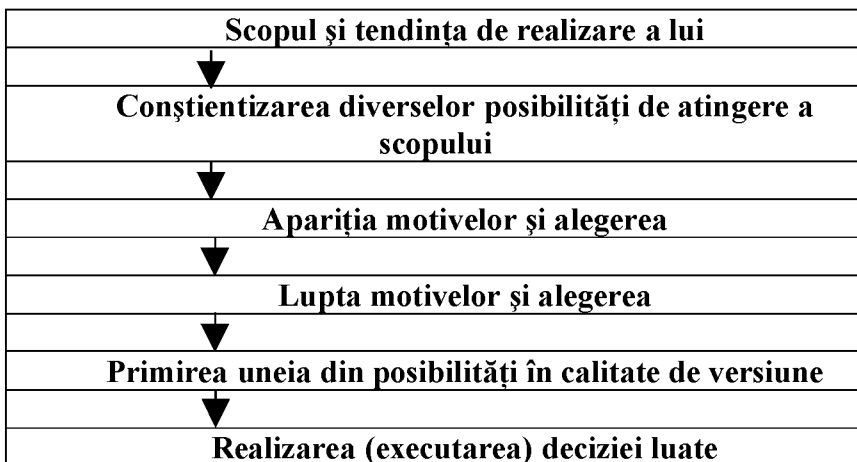 Scopul şi tendinţa de realizare a lui
Conştientizarea diverselor posibilităţi de atingere a
scopului
Apariţia motivelor şi alegerea
Lupta motivelor şi alegerea
Primirea uneia din posibilităţi în calitate de versiune
Realizarea (executarea) deciziei luate